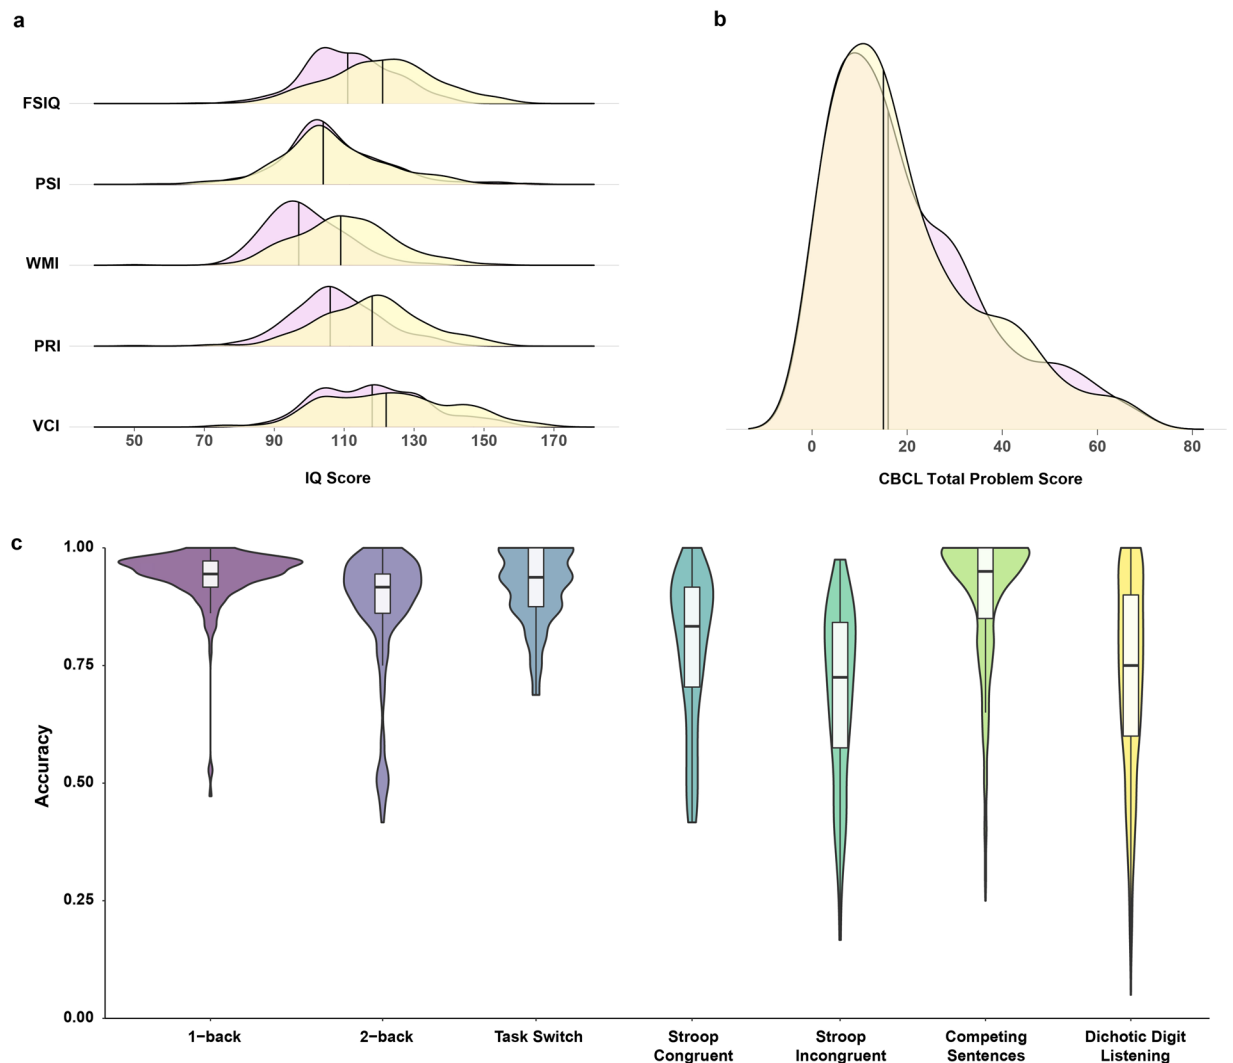 a
FSIQ
PSI
WMI
PRI
VCI
50 70 90 110 130 150 170
IQ Score
b
0 20 40 60 80
CBCL Total Problem Score
c
Accuracy
1.00
0.75
0.50
0.25
0.00
1−back 2−back Task Switch Stroop Stroop Competing Dichotic Digit
Congruent Incongruent Sentences Listening